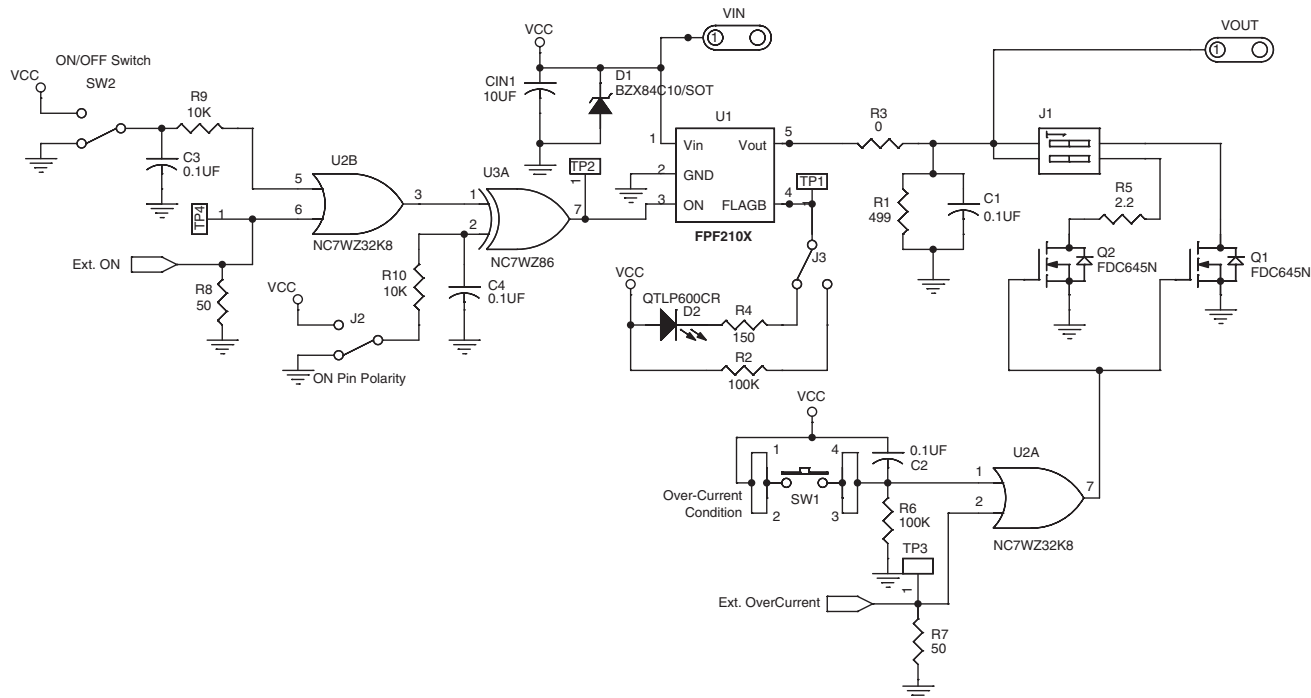 VIN
1
VOUT
1
VCC
ON/OFF Switch
SW2
VCC
R9
10K
CIN1
10UF
D1
BZX84C10/SOT
U1
R3
0
J1
1
Vin
Vout
5
2
GND
3
ON
FLAGB
4
FPF210X
C3
0.1UF
U2B
5
6
3
NC7WZ32K8
U3A
1
2
7
NC7WZ86
TP2
1
TP1
1
TP4
1
R1
499
C1
0.1UF
R5
2.2
Q2
FDC645N
Q1
FDC645N
Ext. ON
R8
50
R10
10K
C4
0.1UF
VCC
J2
ON Pin Polarity
J3
VCC
QTLP600CR
D2
R4
150
R2
100K
VCC
1
4
0.1UF
C2
SW1
Over-Current
Condition
2
3
R6
100K
U2A
1
2
7
NC7WZ32K8
TP3
1
Ext. OverCurrent
R7
50